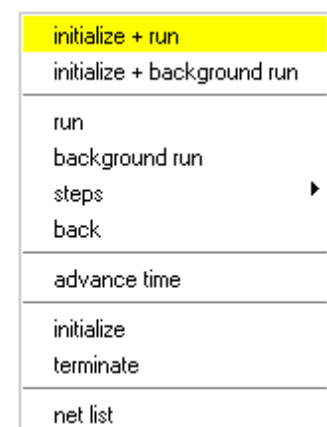 initialize + run
initialize + background run
run
background run
steps
back
advance time
initialize
terminate
net list